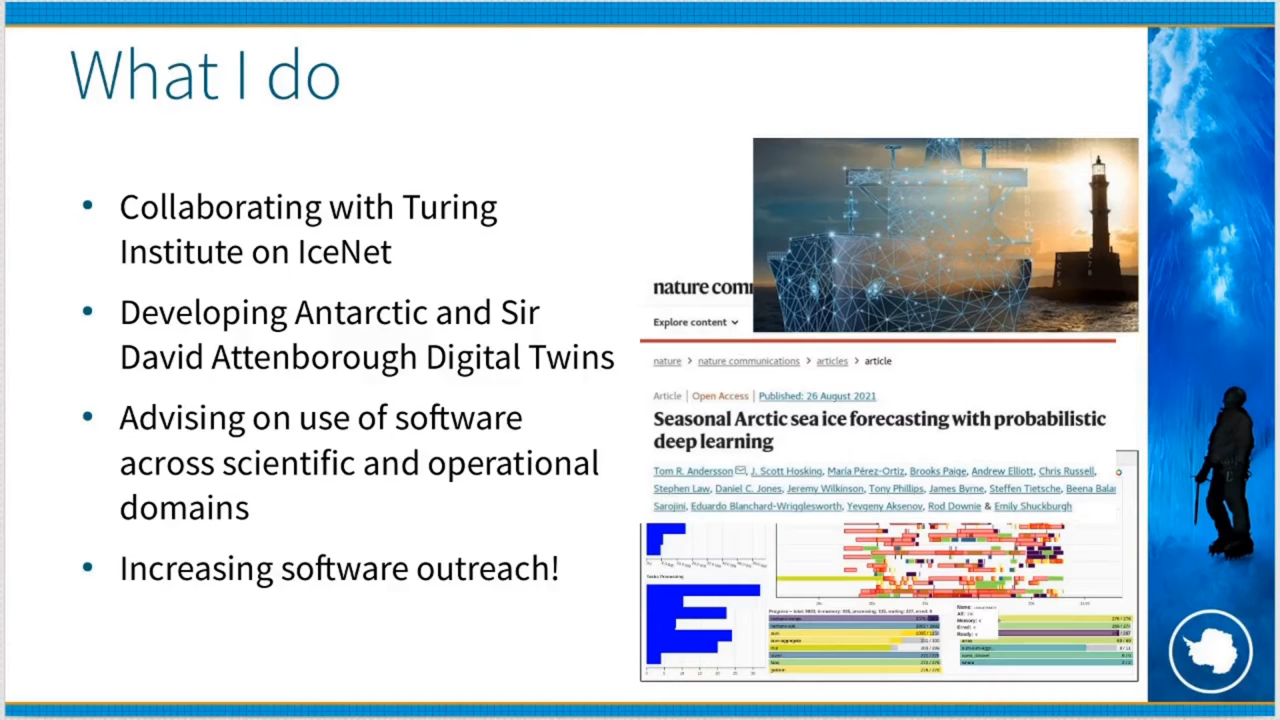 What I do
• Collaborating with Turing
Institute on IceNet
• Developing Antarctic and Sir
David Attenborough Digital Twins
• Advising on use of software
across scientific and operational
domains
• Increasing software outreach!
nature com
Explore content
nature > nature communications > articles > article
Article | Open Access | Published: 26 August 2021
Seasonal Arctic sea ice forecasting with probabilistic
deep learning
Tom R. Andersson, J. Scott Hosking, María Pérez-Ortiz, Brooks Paige, Andrew Elliott, Chris Russell,
Stephen Law, Daniel C. Jones, Jeremy Wilkinson, Tony Phillips, James Byrne, Steffen Tietsche, Beena Balan
Sarojini, Eduardo Blanchard-Wrigglesworth, Yevgeny Aksenov, Rod Downie & Emily Shuckburgh
Tasks Processing